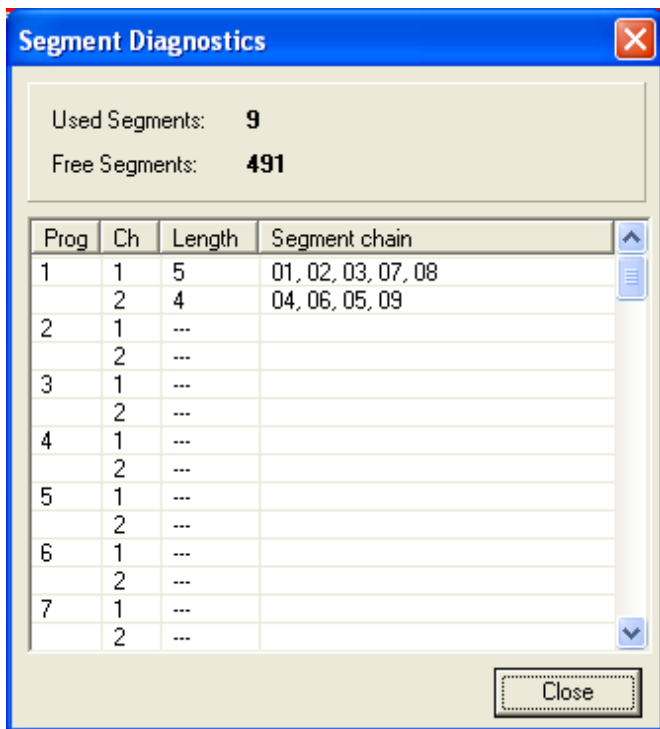 Segment Diagnostics
Used Segments: 9
Free Segments: 491
Prog Ch Length Segment chain
1 1 5 01, 02, 03, 07, 08
2 4 04, 06, 05, 09
2 1 ---
2 ---
3 1 ---
2 ---
4 1 ---
2 ---
5 1 ---
2 ---
6 1 ---
2 ---
7 1 ---
2 ---
Close